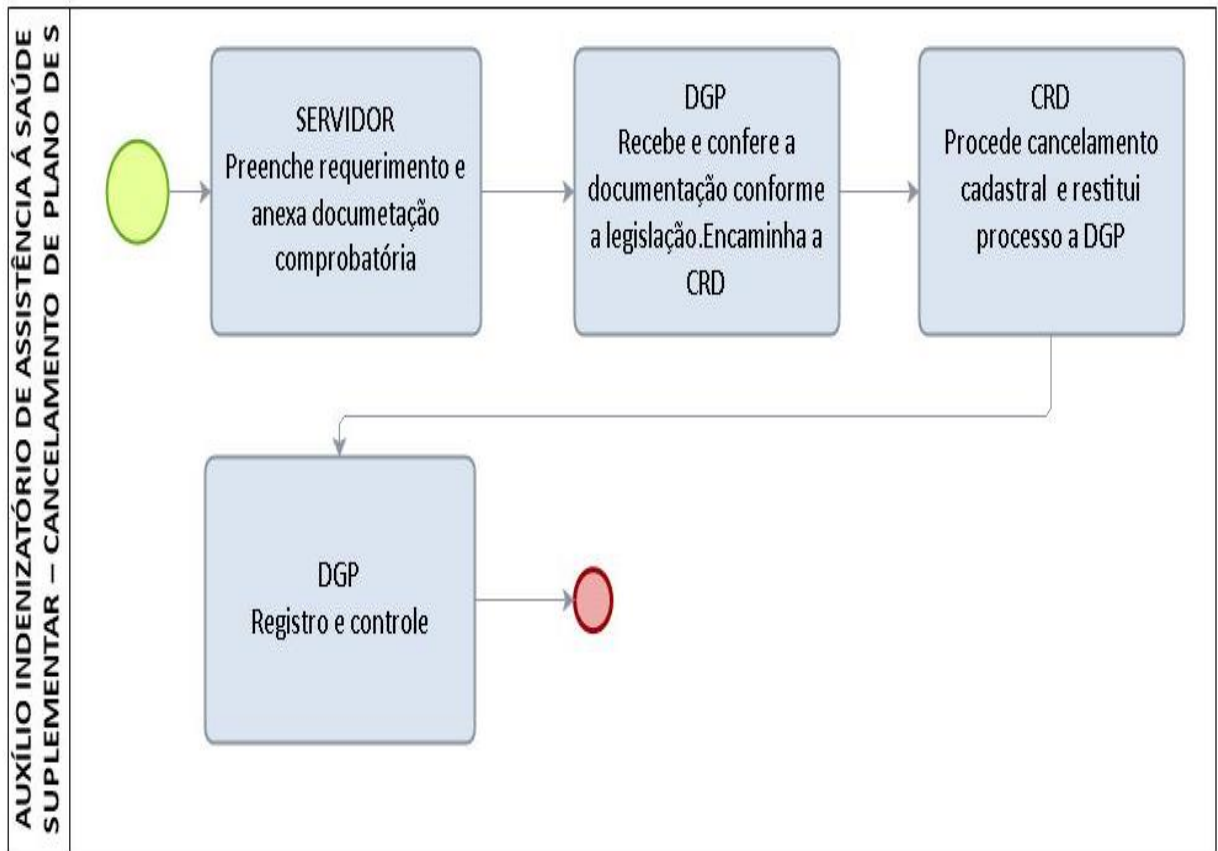 AUXÍLIO INDENIZATÓRIO DE ASSISTÊNCIA Á SAÚDE
SUPLEMENTAR – CANCELAMENTO DE PLANO DE S
SERVIDOR
Preenche requerimento e
anexa documetação
comprobatória
DGP
Recebe e confere a
documentação conforme
a legislação.Encaminha a
CRD
CRD
Procede cancelamento
cadastral e restitui
processo a DGP
DGP
Registro e controle